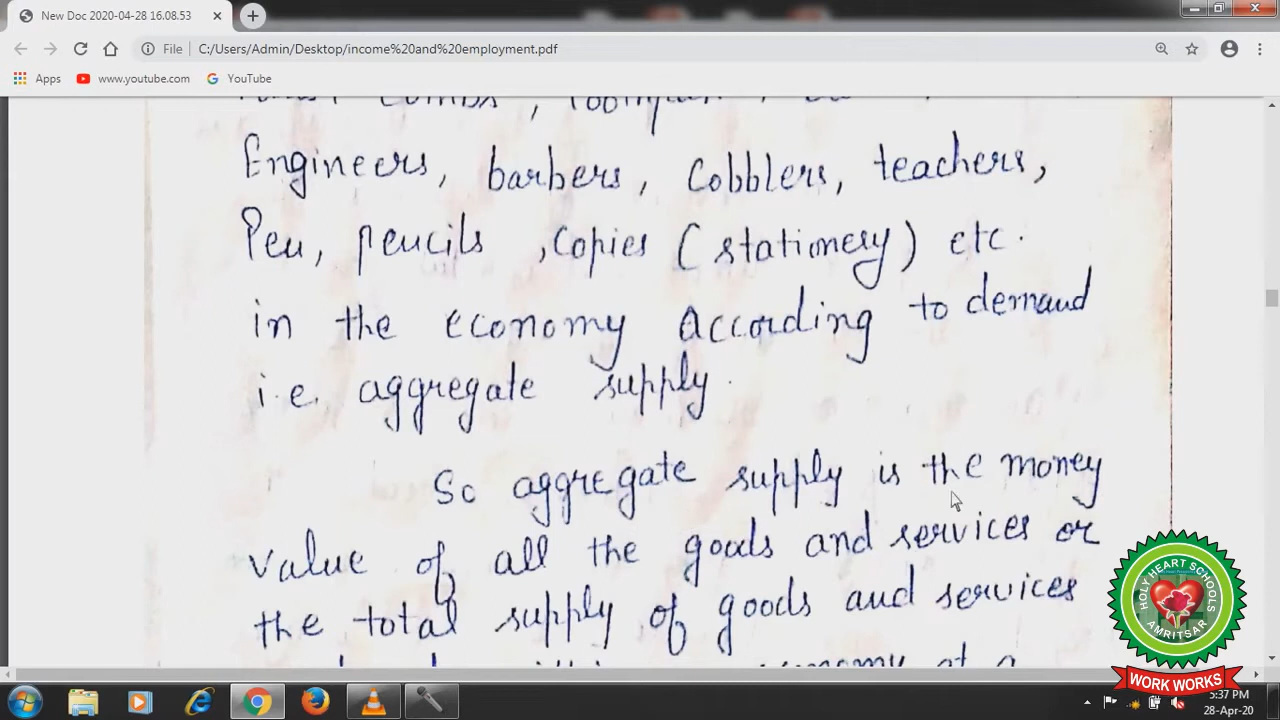 New Doc 2020-04-28 16.08.53
File C:/Users/Admin/Desktop/income%20and%20employment.pdf
Apps www.youtube.com YouTube
Engineers, barbers, Cobblers, teachers,
Pen, pencils ,copies (stationery) etc.
in the economy according to demand
i.e. aggregate supply.
So aggregate supply is the money
value of all the goods and services or
the total supply of goods and services
economy at a
HOLY HEART SCHOOLS
AMRITSAR
WORK WORKS
5:37 PM
28-Apr-20